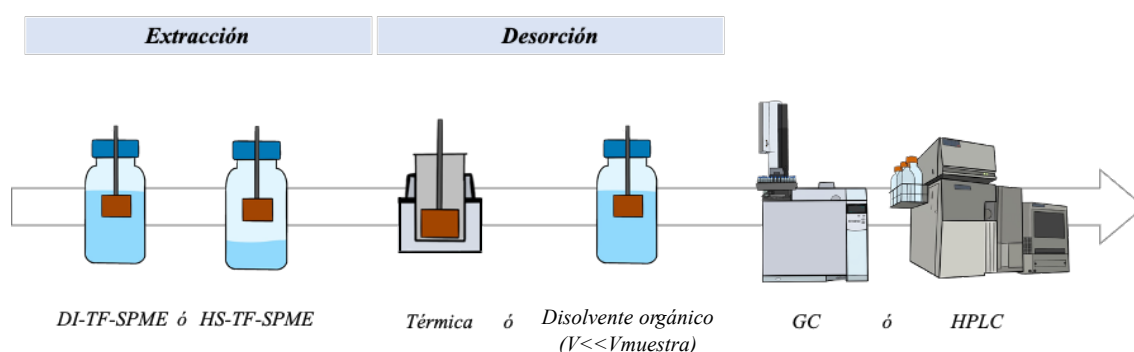 Extracción
Desorción
DI-TF-SPME ó HS-TF-SPME
Térmica ó Disolvente orgánico
(V<<Vmuestra)
GC ó HPLC